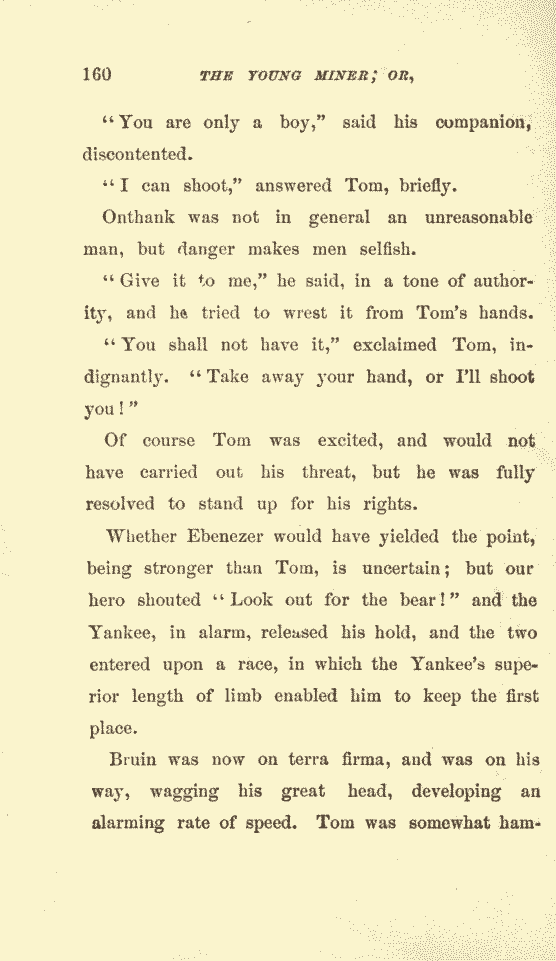 160 THE YOUNG MINER; OR,
“You are only a boy,” said his companion,
discontented.
“I can shoot,” answered Tom, briefly.
Onthank was not in general an unreasonable
man, but danger makes men selfish.
“Give it to me,” he said, in a tone of author-
ity, and he tried to wrest it from Tom’s hands.
“You shall not have it,” exclaimed Tom, in-
dignantly. “Take away your hand, or I’ll shoot
you!”
Of course Tom was excited, and would not
have carried out his threat, but he was fully
resolved to stand up for his rights.
Whether Ebenezer would have yielded the point,
being stronger than Tom, is uncertain; but our
hero shouted “Look out for the bear!” and the
Yankee, in alarm, released his hold, and the two
entered upon a race, in which the Yankee’s supe-
rior length of limb enabled him to keep the first
place.
Bruin was now on terra firma, and was on his
way, wagging his great head, developing an
alarming rate of speed. Tom was somewhat ham-